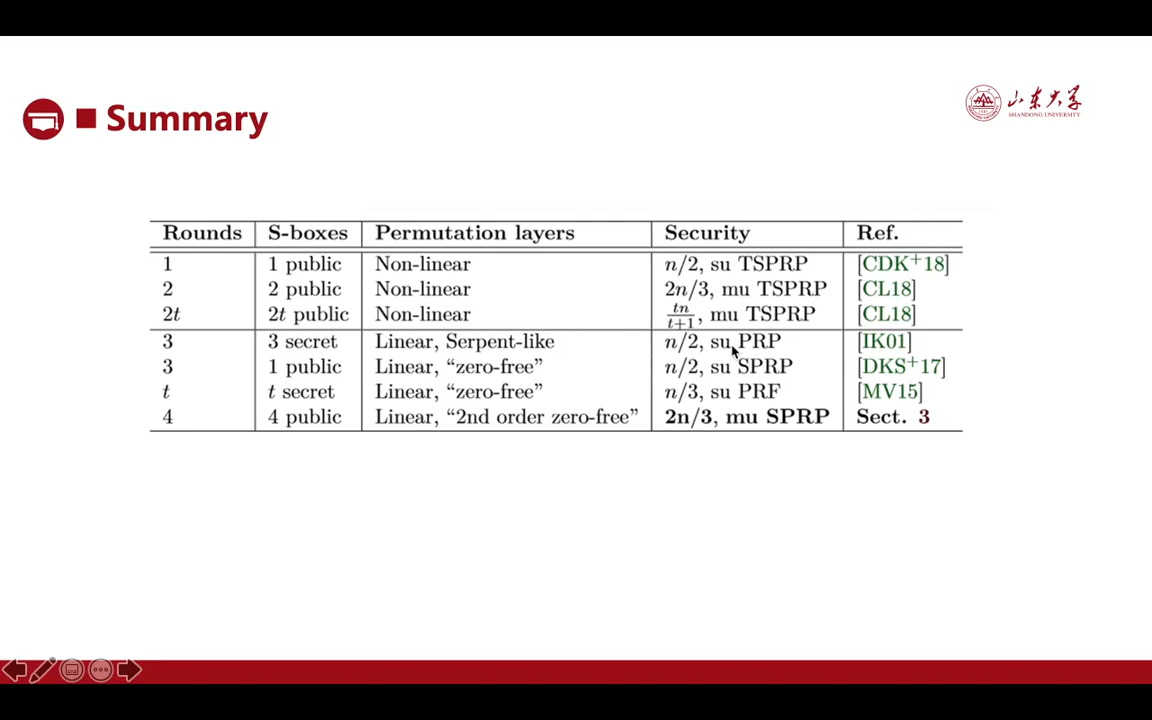 Summary
山东大学
SHANDONG UNIVERSITY
Rounds S-boxes Permutation layers Security Ref.
1 1 public Non-linear n/2, su TSPRP [CDK+18]
2 2 public Non-linear 2n/3, mu TSPRP [CL18]
2t 2t public Non-linear tn/t+1, mu TSPRP [CL18]
3 3 secret Linear, Serpent-like n/2, su PRP [IK01]
3 1 public Linear, “zero-free” n/2, su SPRP [DKS+17]
t t secret Linear, “zero-free” n/3, su PRF [MV15]
4 4 public Linear, “2nd order zero-free” 2n/3, mu SPRP Sect. 3